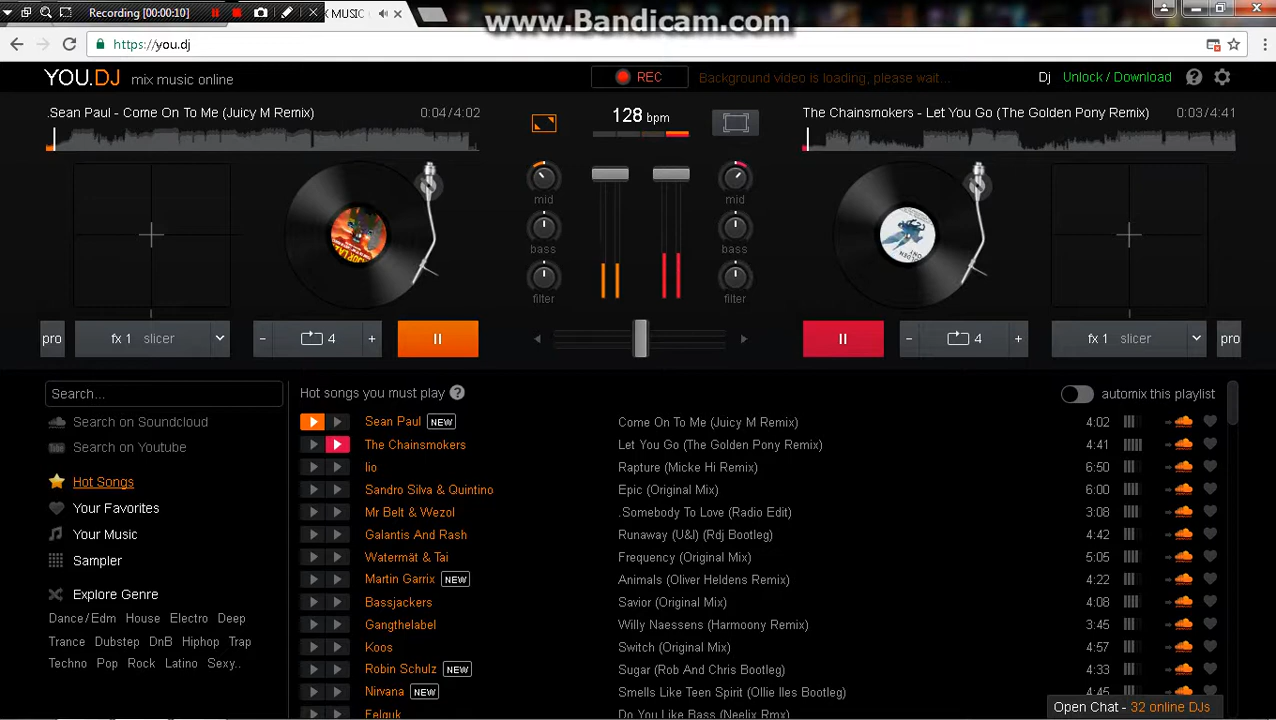 Recording [00:00:10]
X MUSIC
www.Bandicam.com
https://you.dj
YOU.DJ mix music online
REC
Background video is loading, please wait...
Dj Unlock / Download
.Sean Paul - Come On To Me (Juicy M Remix) 0:04/4:02
128 bpm
The Chainsmokers - Let You Go (The Golden Pony Remix) 0:03/4:41
mid mid
bass bass
filter filter
pro fx 1 slicer - 4 +
- 4 + fx 1 slicer pro
Search...
Search on Soundcloud
Search on Youtube
Hot Songs
Your Favorites
Your Music
Sampler
Explore Genre
Dance/Edm House Electro Deep
Trance Dubstep DnB Hiphop Trap
Techno Pop Rock Latino Sexy..
Hot songs you must play ?
automix this playlist
Sean Paul NEW Come On To Me (Juicy M Remix) 4:02
The Chainsmokers Let You Go (The Golden Pony Remix) 4:41
Iio Rapture (Micke Hi Remix) 6:50
Sandro Silva & Quintino Epic (Original Mix) 6:00
Mr Belt & Wezol .Somebody To Love (Radio Edit) 3:08
Galantis And Rash Runaway (U&I) (Rdj Bootleg) 4:42
Watermät & Tai Frequency (Original Mix) 5:05
Martin Garrix NEW Animals (Oliver Heldens Remix) 4:22
Bassjackers Savior (Original Mix) 4:08
Gangthelabel Willy Naessens (Harmoony Remix) 3:45
Koos Switch (Original Mix) 4:57
Robin Schulz NEW Sugar (Rob And Chris Bootleg) 4:33
Nirvana NEW Smells Like Teen Spirit (Ollie Iles Bootleg) 4:45
Felguk Do You Like Bass (Neelix Rmx)
Open Chat - 32 online DJs